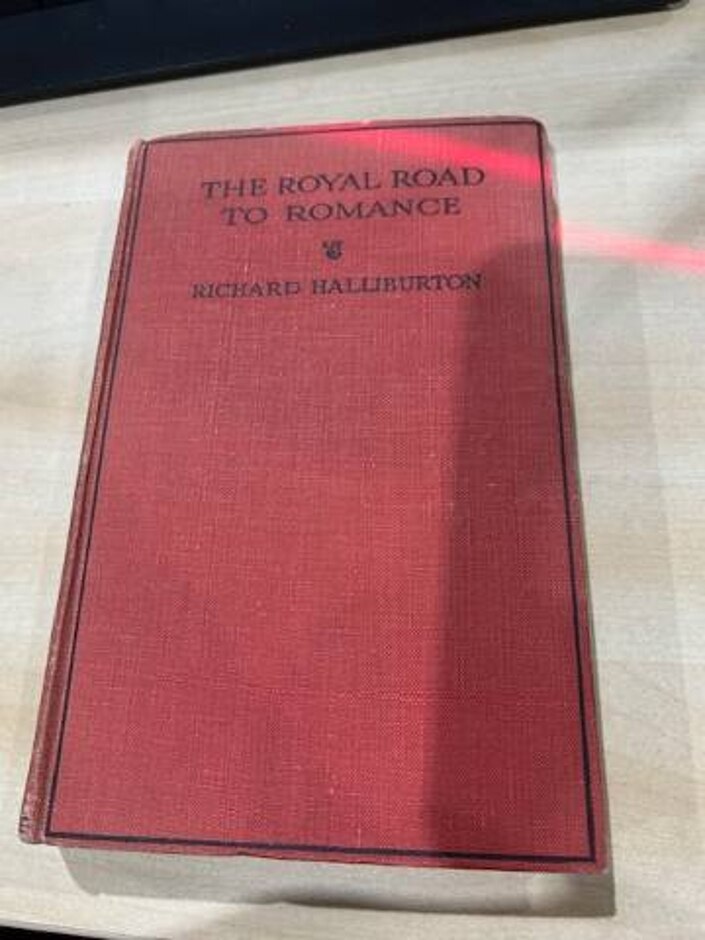 THE ROYAL ROAD
TO ROMANCE
RICHARD HALLIBURTON